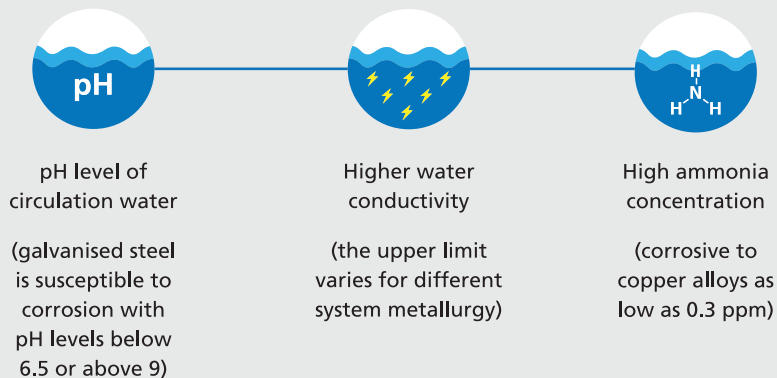 pH
H
N
H
H
pH level of
circulation water
(galvanised steel
is susceptible to
corrosion with
pH levels below
6.5 or above 9)
Higher water
conductivity
(the upper limit
varies for different
system metallurgy)
High ammonia
concentration
(corrosive to
copper alloys as
low as 0.3 ppm)